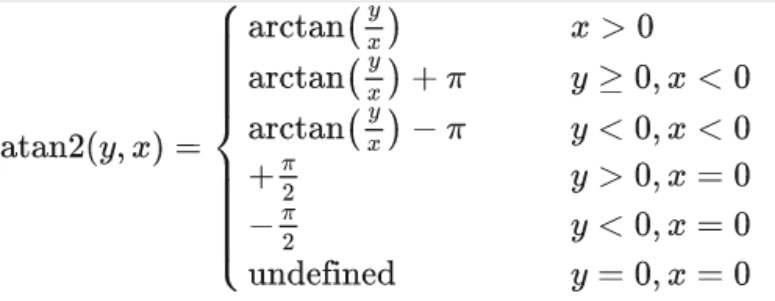 atan2(y, x) =
arctan(y/x) x > 0
arctan(y/x) + π y ≥ 0, x < 0
arctan(y/x) − π y < 0, x < 0
+π/2 y > 0, x = 0
−π/2 y < 0, x = 0
undefined y = 0, x = 0